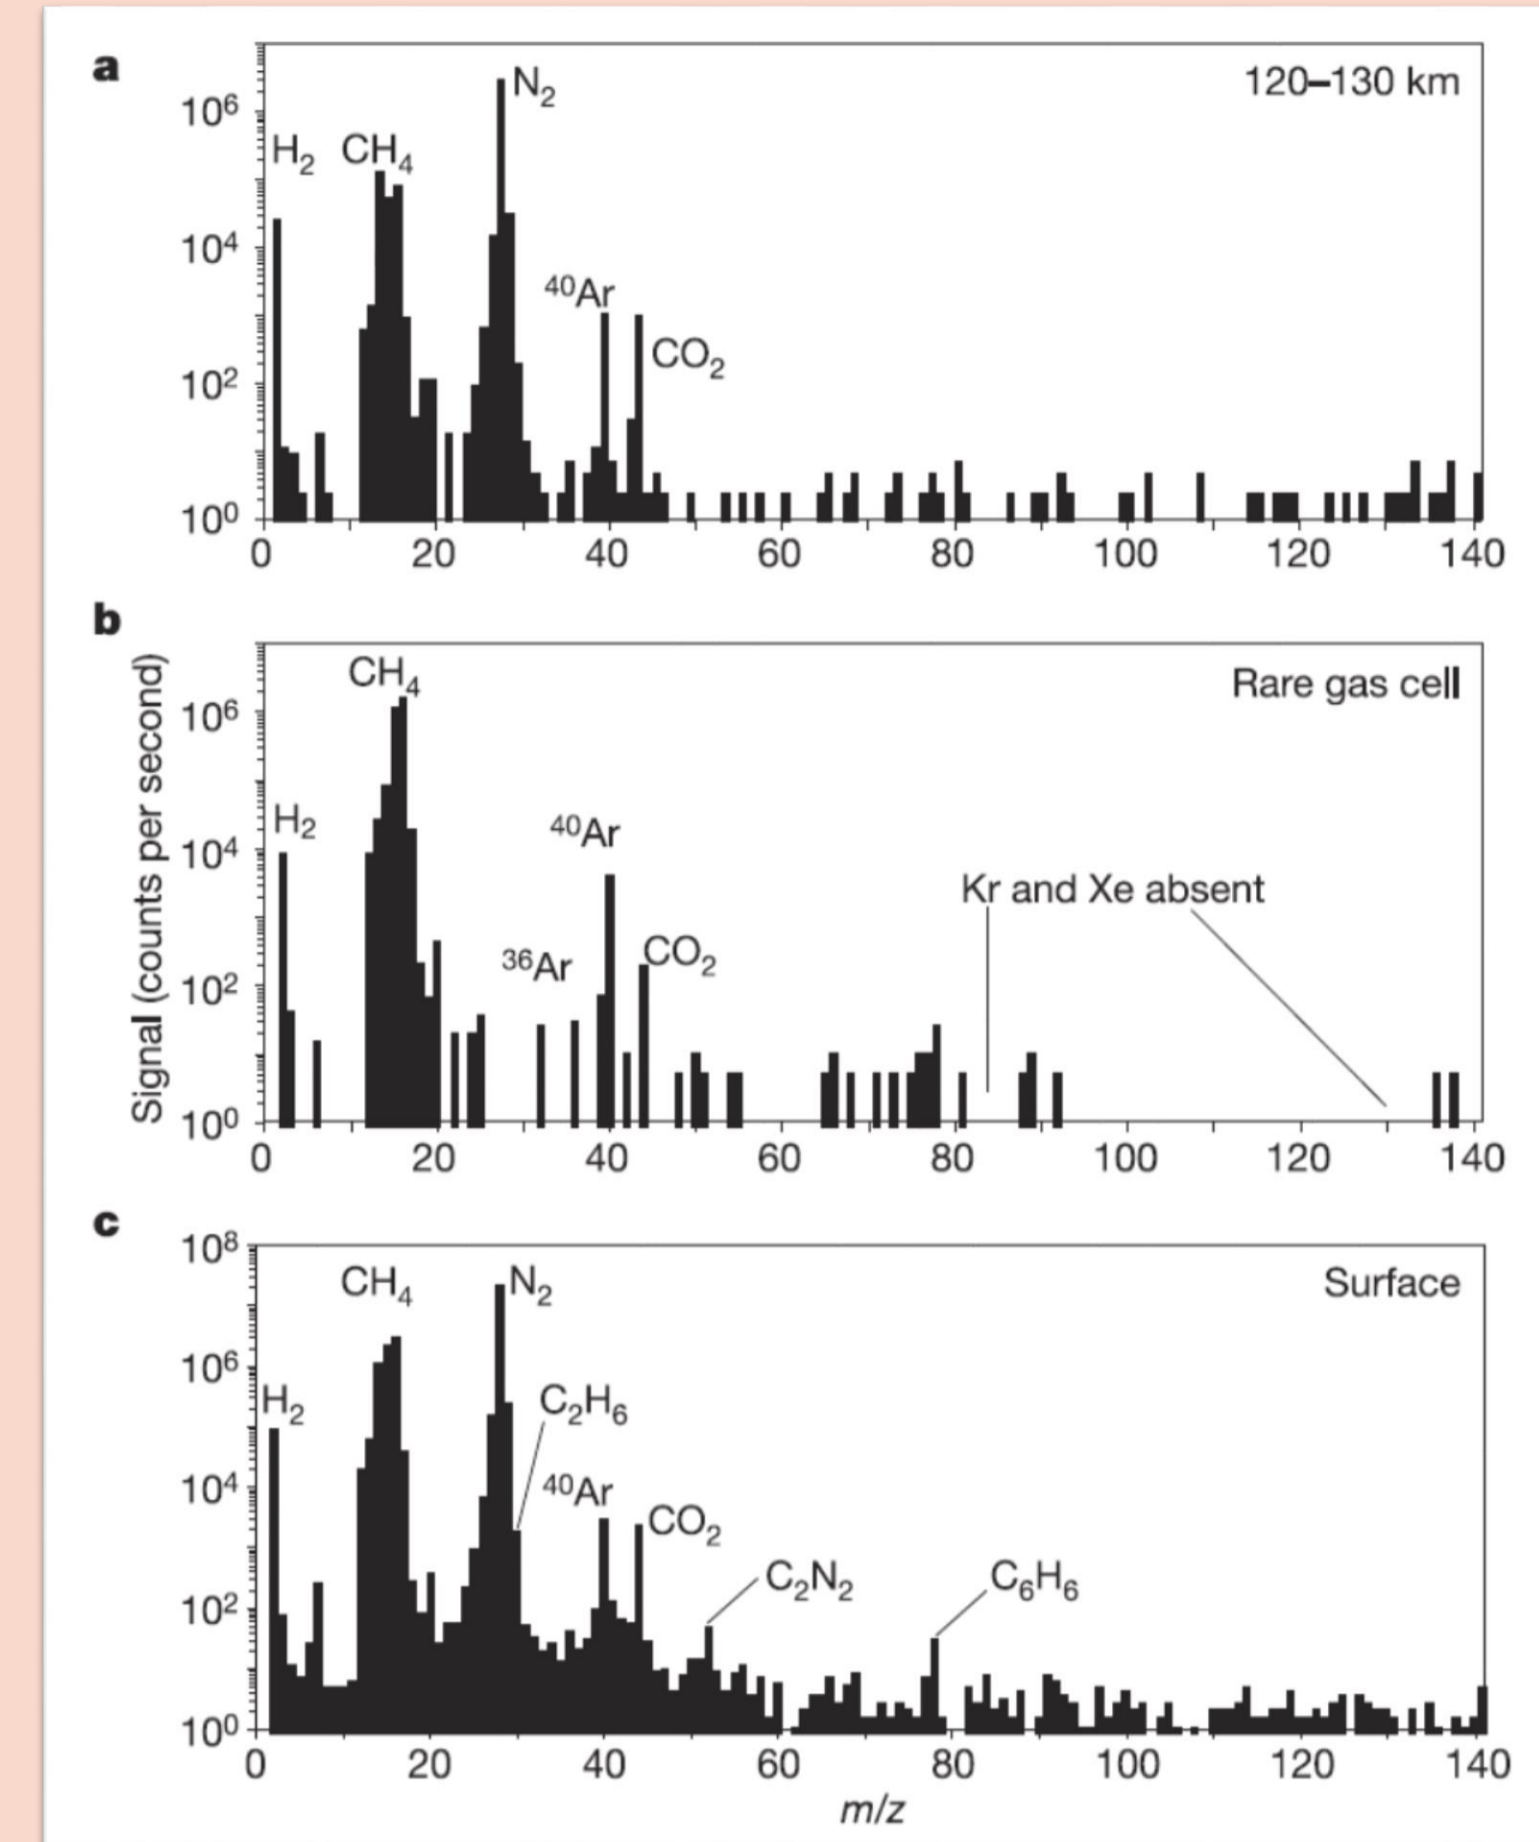 a
120–130 km
N₂
10⁶
H₂ CH₄
10⁴
⁴⁰Ar
CO₂
10²
10⁰
0 20 40 60 80 100 120 140
b
Signal (counts per second)
Rare gas cell
CH₄
10⁶
H₂
⁴⁰Ar
10⁴
Kr and Xe absent
³⁶Ar
CO₂
10²
10⁰
0 20 40 60 80 100 120 140
c
10⁸
Surface
CH₄ N₂
10⁶
H₂
C₂H₆
10⁴
⁴⁰Ar
CO₂
C₂N₂ C₆H₆
10²
10⁰
0 20 40 60 80 100 120 140
m/z